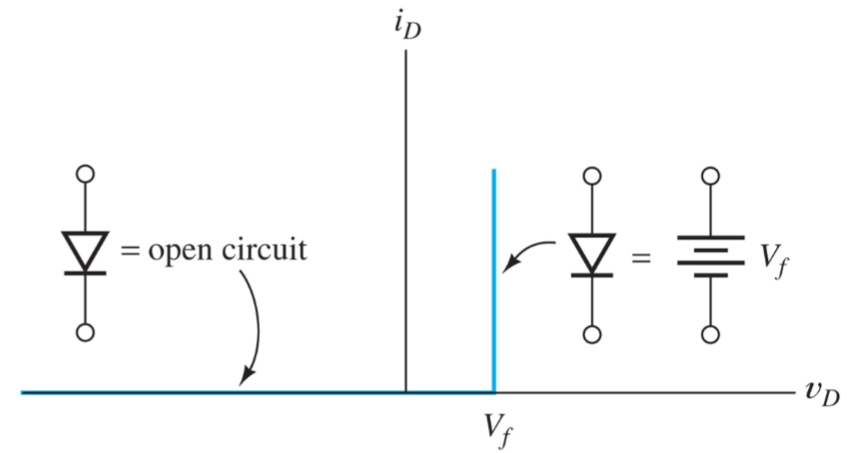 i_D
= open circuit
=
V_f
v_D
V_f